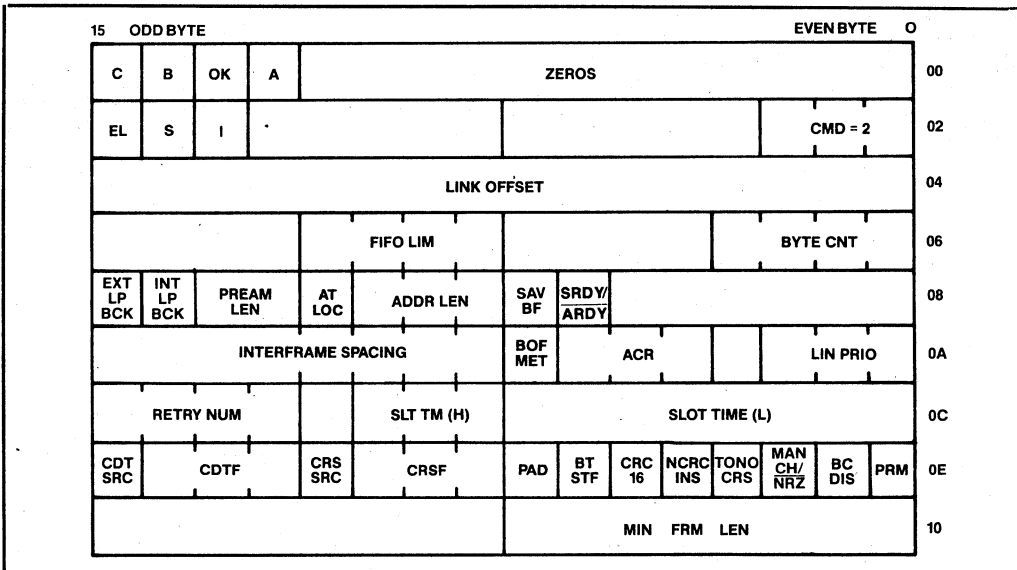 15 ODD BYTE EVEN BYTE O
C B OK A ZEROS 00
EL S I CMD = 2 02
LINK OFFSET 04
FIFO LIM BYTE CNT 06
EXT LP BCK INT LP BCK PREAM LEN AT LOC ADDR LEN SAV BF SRDY/ ARDY 08
INTERFRAME SPACING BOF MET ACR LIN PRIO 0A
RETRY NUM SLT TM (H) SLOT TIME (L) 0C
CDT SRC CDTF CRS SRC CRSF PAD BT STF CRC 16 NCRC INS TONO CRS MAN CH/ NRZ BC DIS PRM 0E
MIN FRM LEN 10